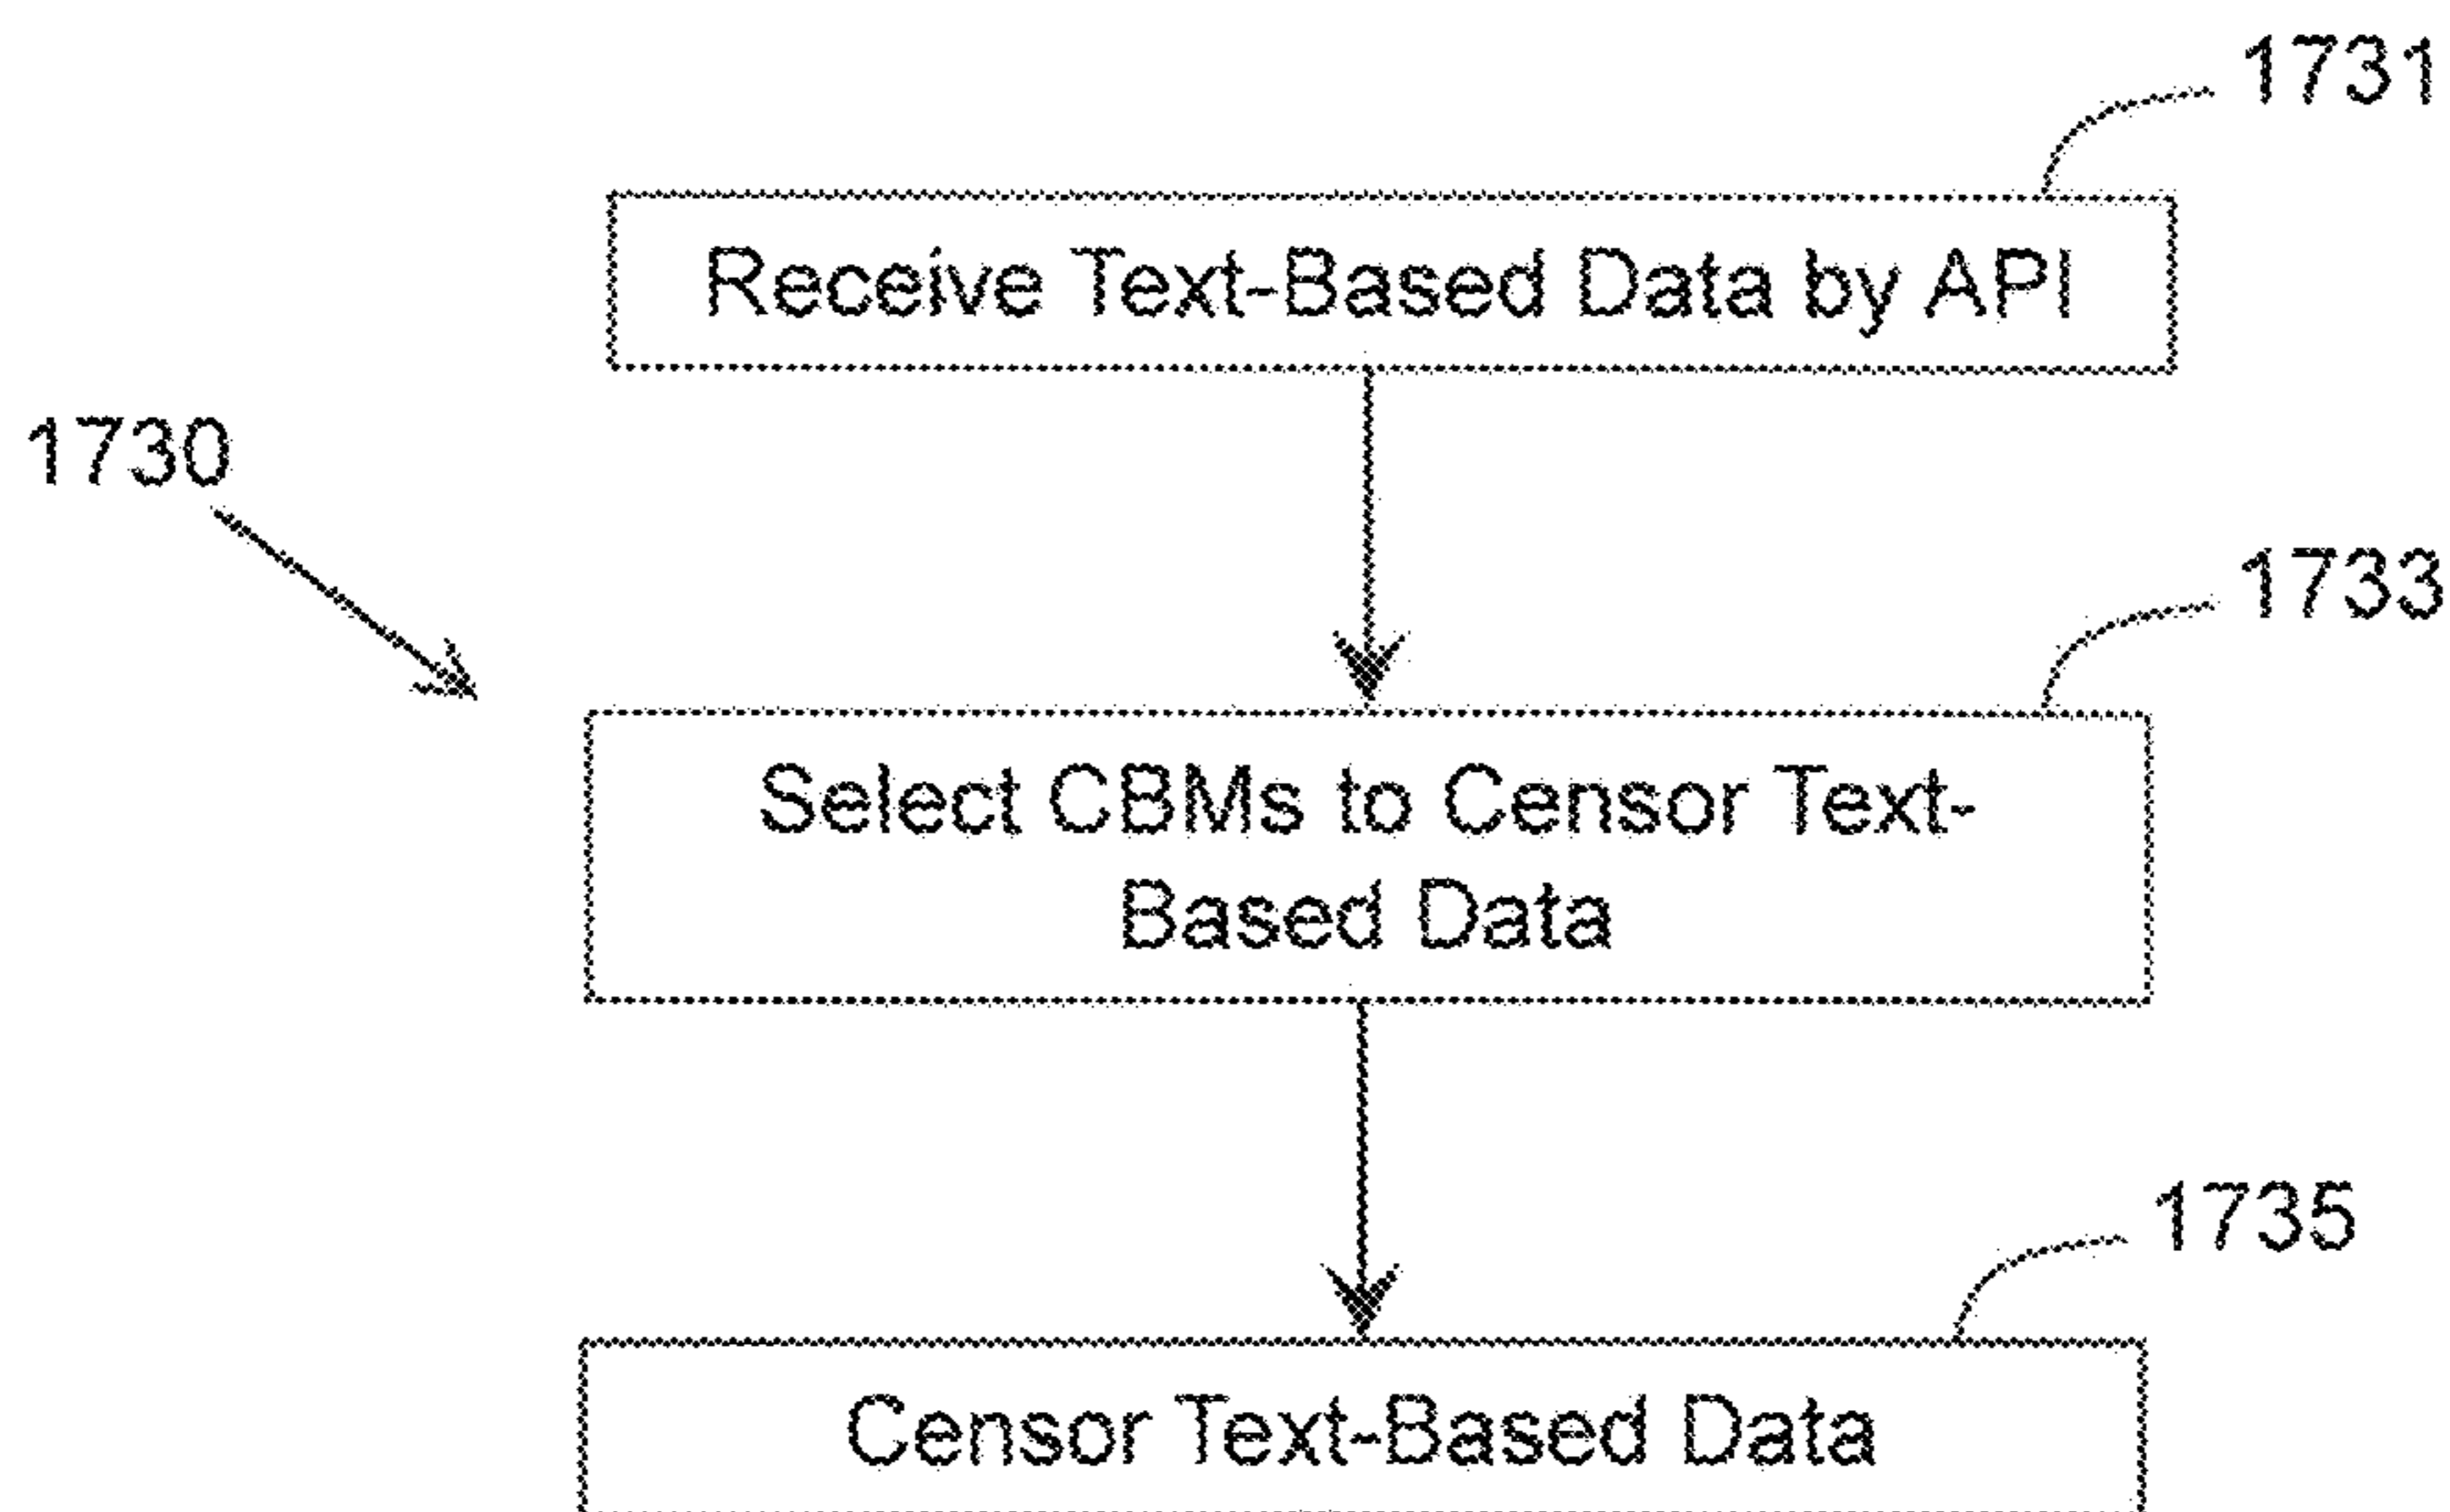 1731
Receive Text-Based Data by API
1730
1733
Select CBMs to Censor Text-
Based Data
1735
Censor Text-Based Data